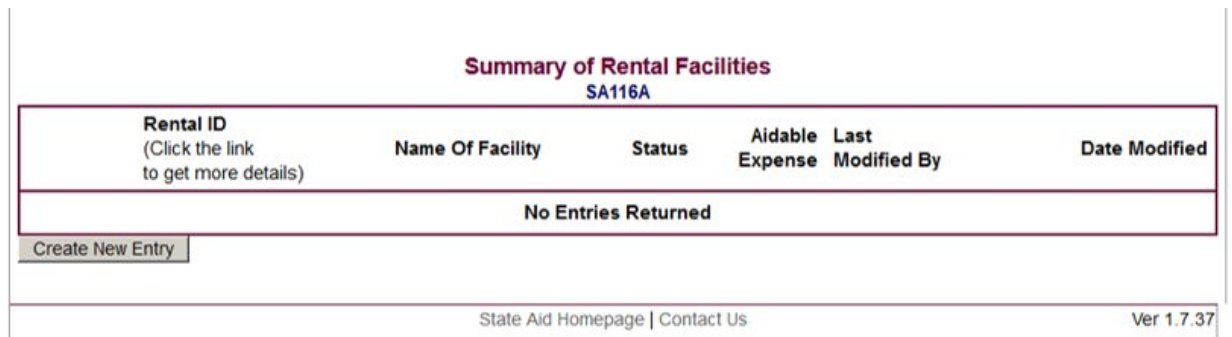 Summary of Rental Facilities
SA116A
Rental ID
(Click the link
to get more details)
Name Of Facility
Status
Aidable
Expense
Last
Modified By
Date Modified
No Entries Returned
Create New Entry
State Aid Homepage | Contact Us
Ver 1.7.37